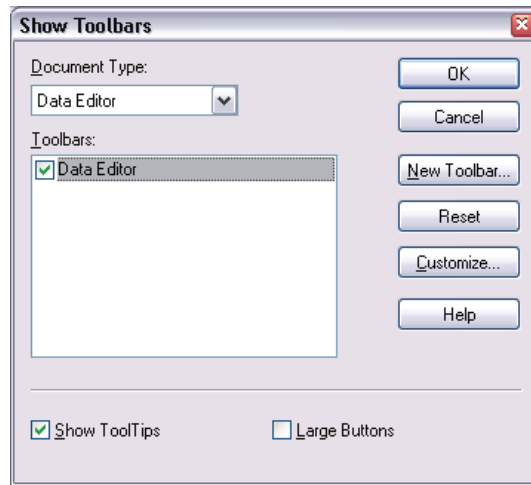 Show Toolbars
Document Type:
Data Editor
Toolbars:
Data Editor
OK
Cancel
New Toolbar...
Reset
Customize...
Help
Show ToolTips
Large Buttons